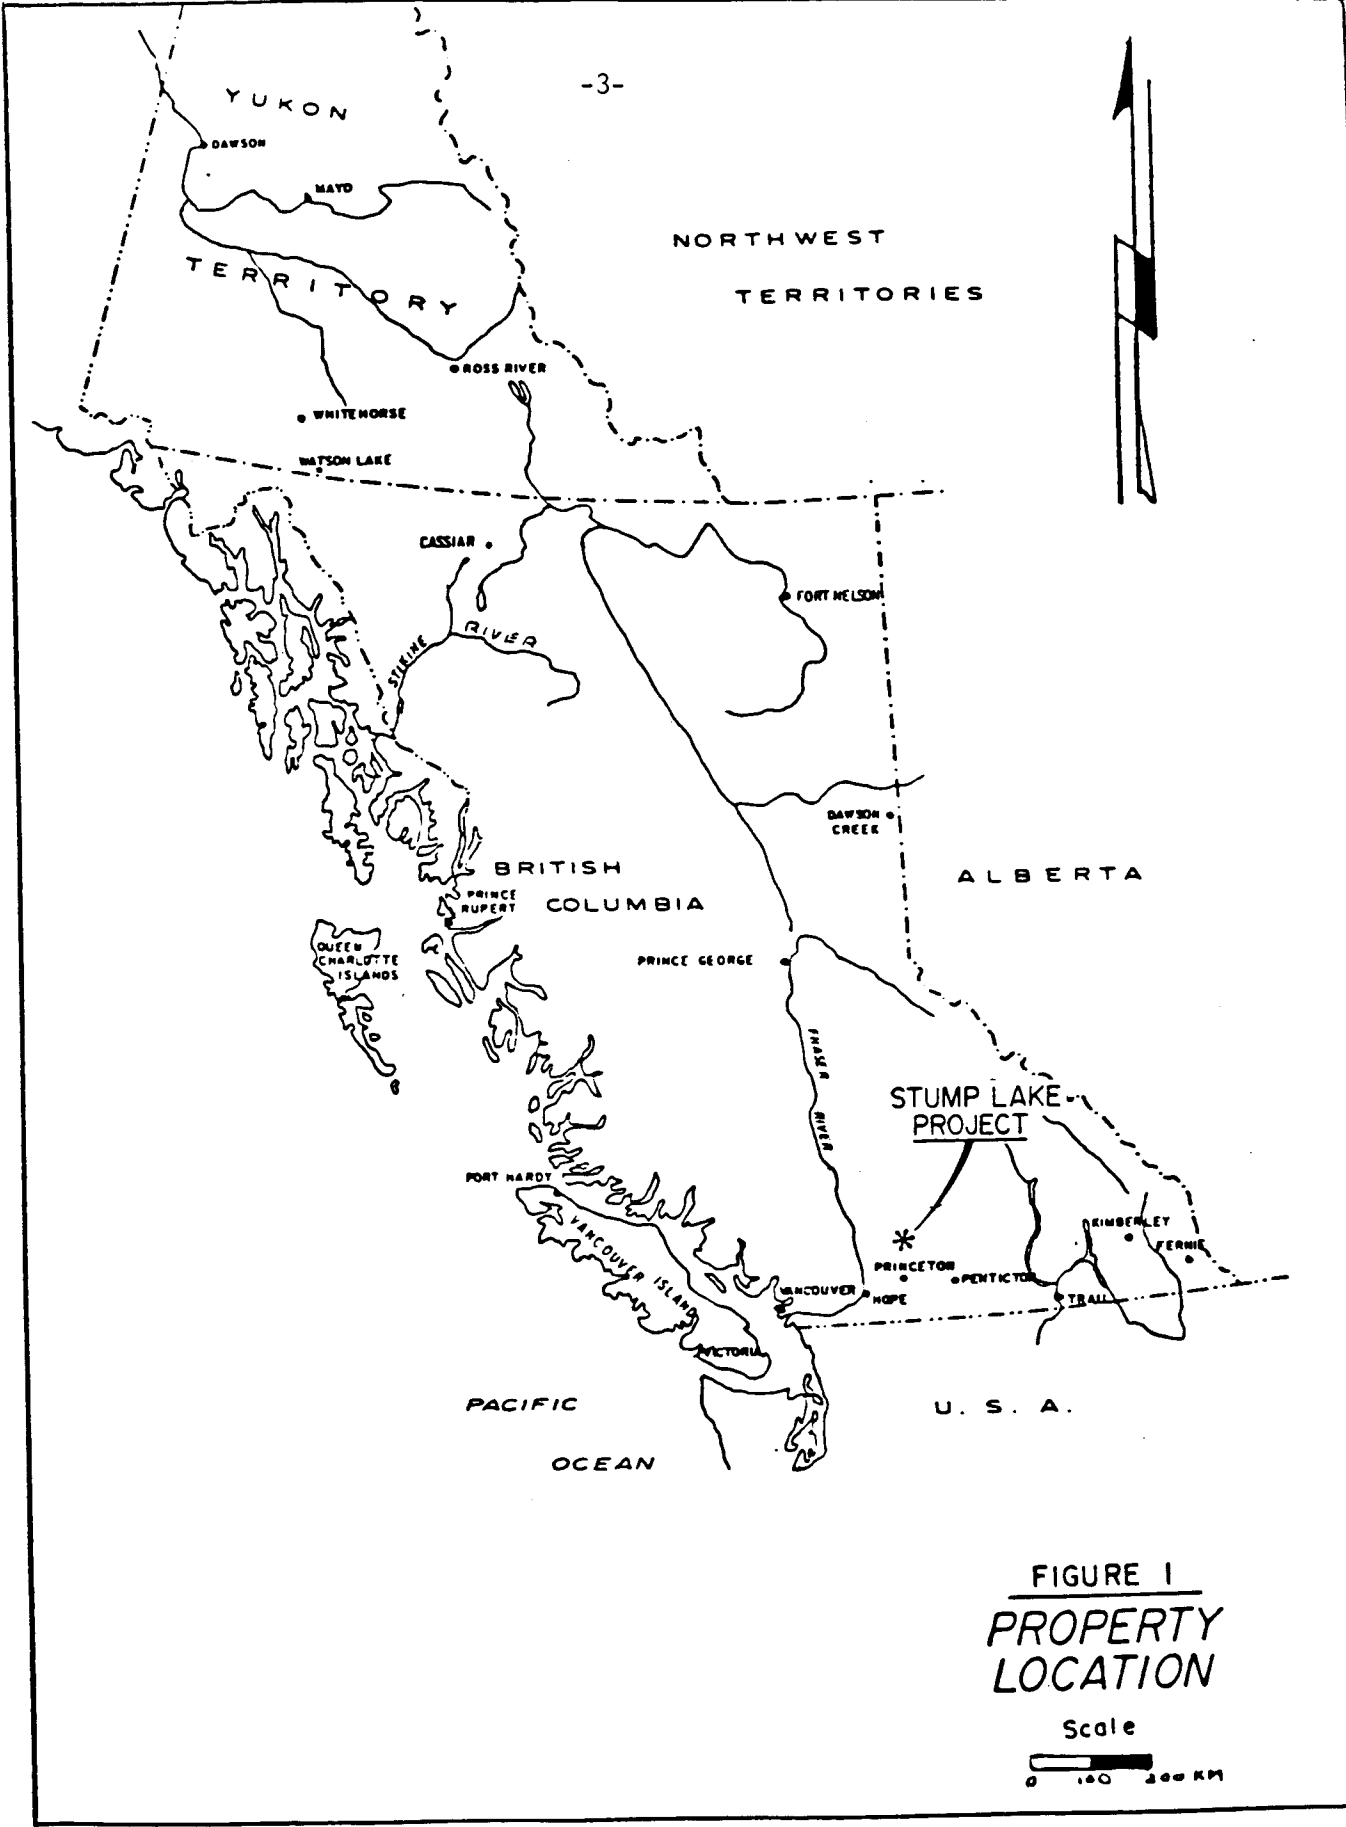 -3-
YUKON
DAWSON
MAYO
NORTHWEST
TERRITORIES
TERRITORY
ROSS RIVER
WHITEHORSE
WATSON LAKE
CASSIAR
FORT NELSON
STIKINE
RIVER
DAWSON
CREEK
BRITISH
COLUMBIA
ALBERTA
PRINCE
RUPERT
QUEEN
CHARLOTTE
ISLANDS
PRINCE GEORGE
FRASER
RIVER
STUMP LAKE
PROJECT
PORT HARDY
VANCOUVER ISLAND
KIMBERLEY
FERNIE
PRINCETON
PENTICTON
VANCOUVER
HOPE
TRAIL
VICTORIA
PACIFIC
OCEAN
U. S. A.
FIGURE 1
PROPERTY
LOCATION
Scale
0 100 200 KM